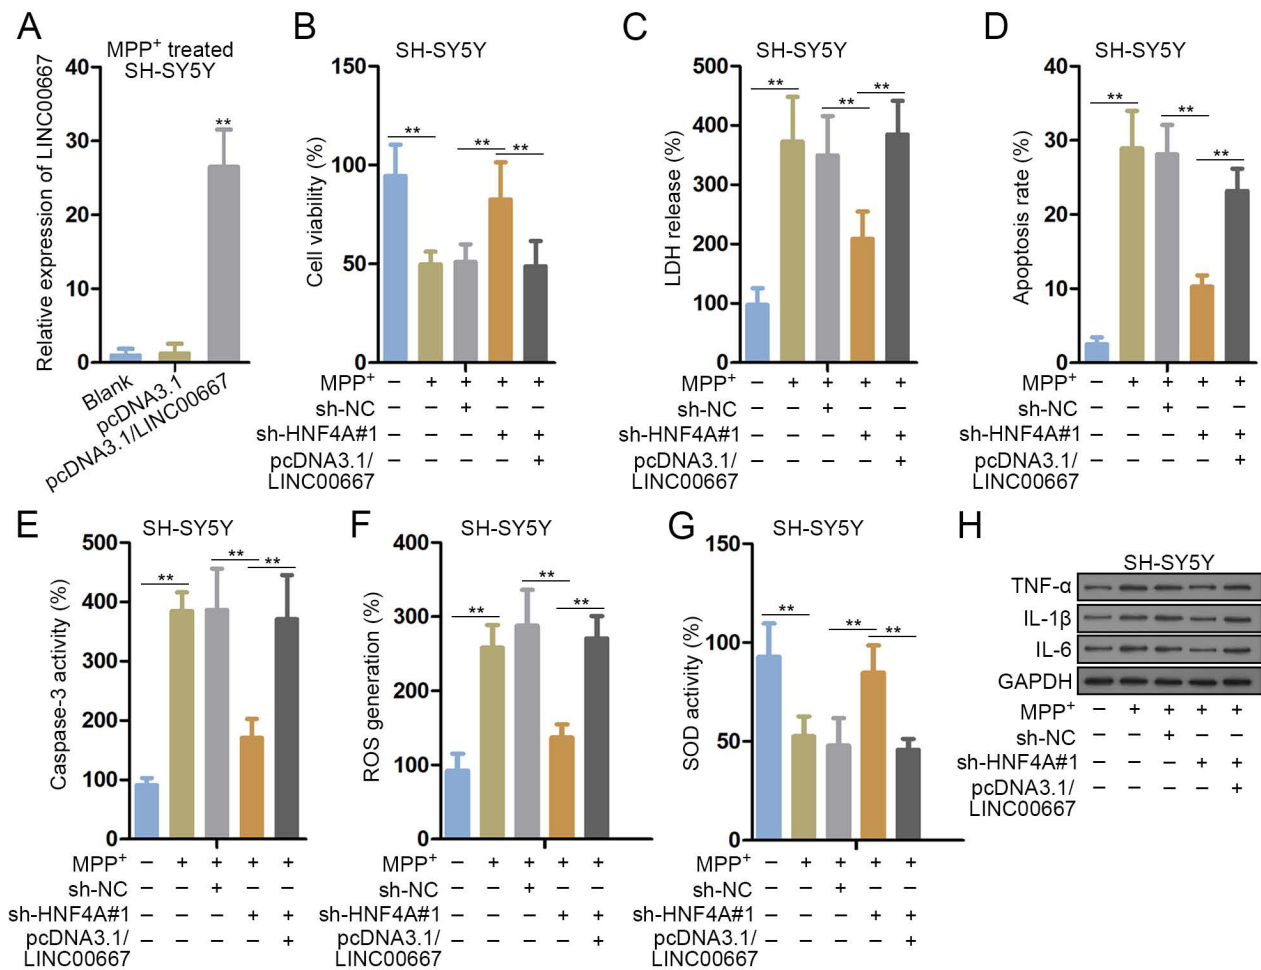 A
MPP⁺ treated
SH-SY5Y
Relative expression of LINC00667
40
30
20
10
0
**
Blank
pcDNA3.1
pcDNA3.1/LINC00667
B
SH-SY5Y
Cell viability (%)
150
100
50
0
** ** **
MPP⁺ – + + + +
sh-NC – – + – –
sh-HNF4A#1 – – – + +
pcDNA3.1/
LINC00667 – – – – +
C
SH-SY5Y
LDH release (%)
500
400
300
200
100
0
** ** **
MPP⁺ – + + + +
sh-NC – – + – –
sh-HNF4A#1 – – – + +
pcDNA3.1/
LINC00667 – – – – +
D
SH-SY5Y
Apoptosis rate (%)
40
30
20
10
0
** ** **
MPP⁺ – + + + +
sh-NC – – + – –
sh-HNF4A#1 – – – + +
pcDNA3.1/
LINC00667 – – – – +
E
SH-SY5Y
Caspase-3 activity (%)
500
400
300
200
100
0
** ** **
MPP⁺ – + + + +
sh-NC – – + – –
sh-HNF4A#1 – – – + +
pcDNA3.1/
LINC00667 – – – – +
F
SH-SY5Y
ROS generation (%)
400
300
200
100
0
** ** **
MPP⁺ – + + + +
sh-NC – – + – –
sh-HNF4A#1 – – – + +
pcDNA3.1/
LINC00667 – – – – +
G
SH-SY5Y
SOD activity (%)
150
100
50
0
** ** **
MPP⁺ – + + + +
sh-NC – – + – –
sh-HNF4A#1 – – – + +
pcDNA3.1/
LINC00667 – – – – +
H
SH-SY5Y
TNF-α
IL-1β
IL-6
GAPDH
MPP⁺ – + + + +
sh-NC – – + – –
sh-HNF4A#1 – – – + +
pcDNA3.1/
LINC00667 – – – – +